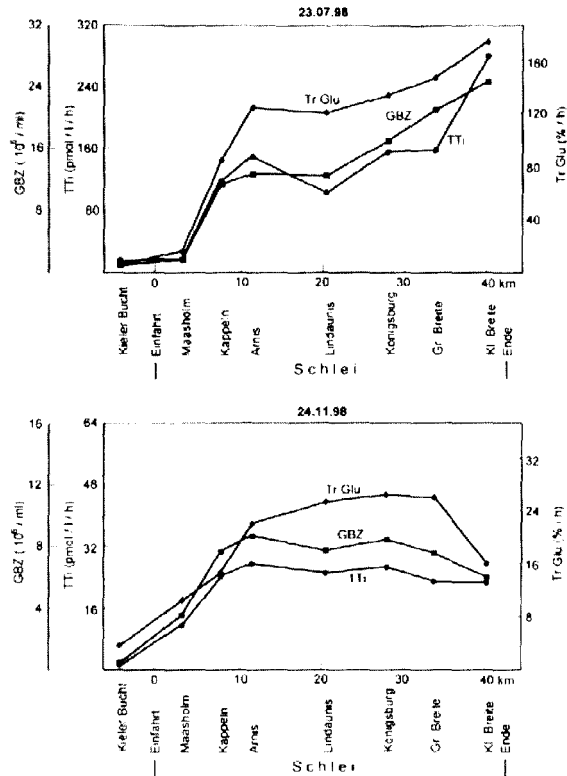 23.07.98
32
24
16
8
GBZ (10⁶ / ml)
320
240
160
80
TTi (pmol / l / h)
Tr Glu
GBZ
TTi
160
120
80
40
Tr Glu (% / h)
0
10
20
30
40 km
Kieler Bucht
Einfahrt
Maasholm
Kappeln
Arnis
Lindaunis
Konigsburg
Gr. Breite
Kl. Breite
Ende
Schlei
24.11.98
16
12
8
4
GBZ (10⁶ / ml)
64
48
32
16
TTi (pmol / l / h)
Tr Glu
GBZ
TTi
32
24
16
8
Tr Glu (% / h)
0
10
20
30
40 km
Kieler Bucht
Einfahrt
Maasholm
Kappeln
Arnis
Lindaunis
Konigsburg
Gr. Breite
Kl. Breite
Ende
Schlei